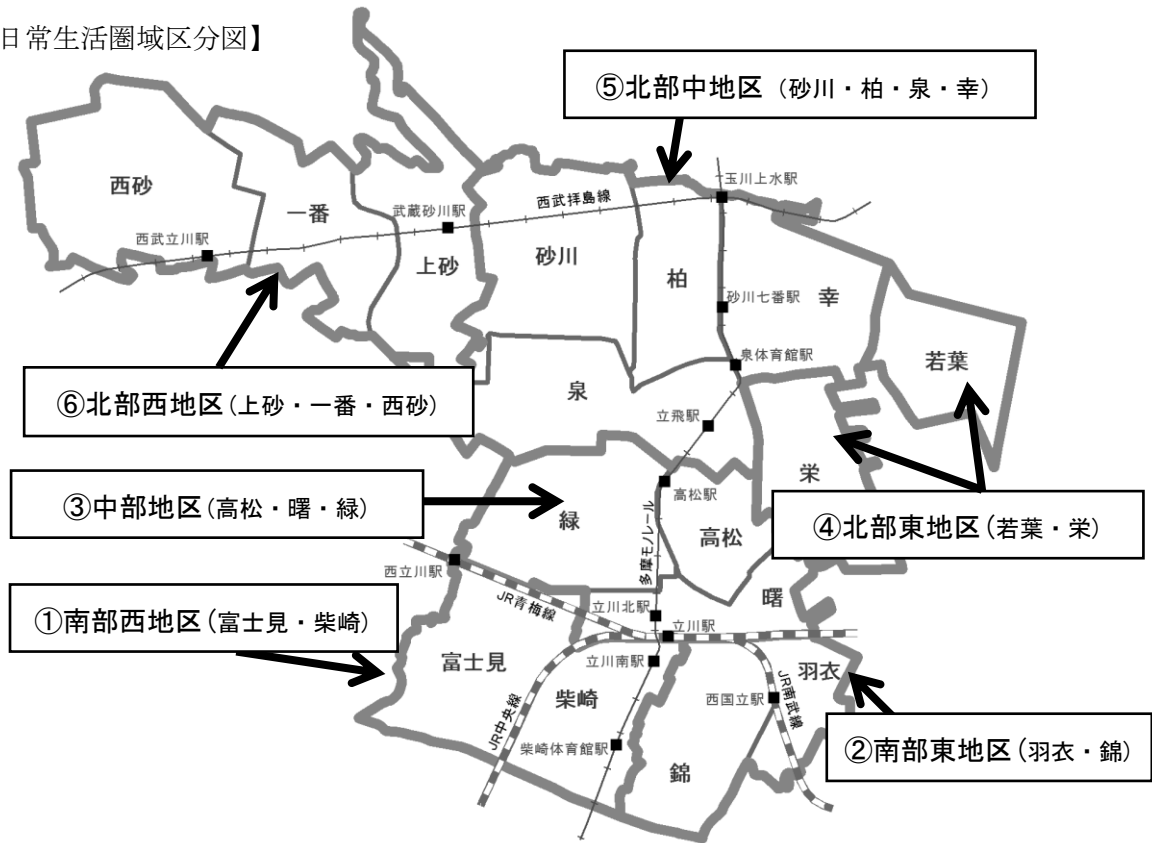 日常生活圏域区分図】
⑤北部中地区 (砂川・柏・泉・幸)
玉川上水駅
西武拝島線
西砂
一番
武蔵砂川駅
西武立川駅
上砂
砂川
柏
砂川七番駅
幸
若葉
泉体育館駅
⑥北部西地区(上砂・一番・西砂)
泉
立飛駅
栄
③中部地区(高松・曙・緑)
緑
高松駅
高松
④北部東地区(若葉・栄)
多摩モノレール
西立川駅
JR青梅線
曙
①南部西地区(富士見・柴崎)
立川北駅
立川駅
富士見
立川南駅
羽衣
柴崎
西国立駅
JR南武線
JR中央線
柴崎体育館駅
②南部東地区(羽衣・錦)
錦